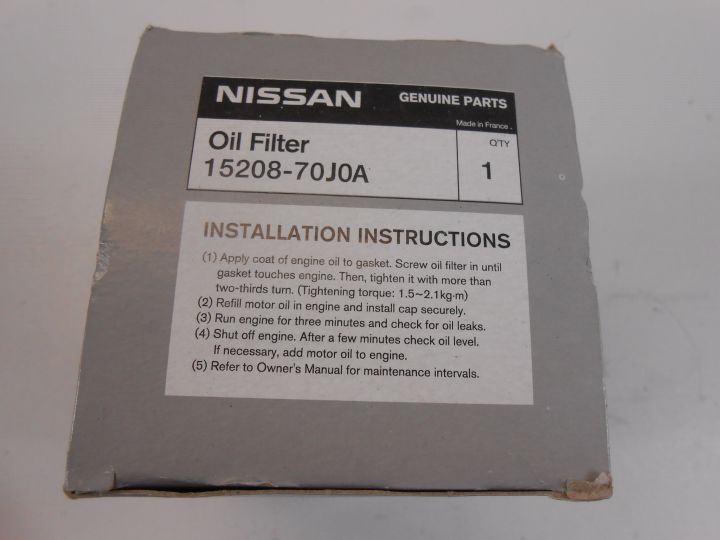 NISSAN GENUINE PARTS
Made in France.
Oil Filter Q'TY
15208-70J0A 1
INSTALLATION INSTRUCTIONS
(1) Apply coat of engine oil to gasket. Screw oil filter in until
gasket touches engine. Then, tighten it with more than
two-thirds turn. (Tightening torque: 1.5~2.1kg-m)
(2) Refill motor oil in engine and install cap securely.
(3) Run engine for three minutes and check for oil leaks.
(4) Shut off engine. After a few minutes check oil level.
If necessary, add motor oil to engine.
(5) Refer to Owner's Manual for maintenance intervals.